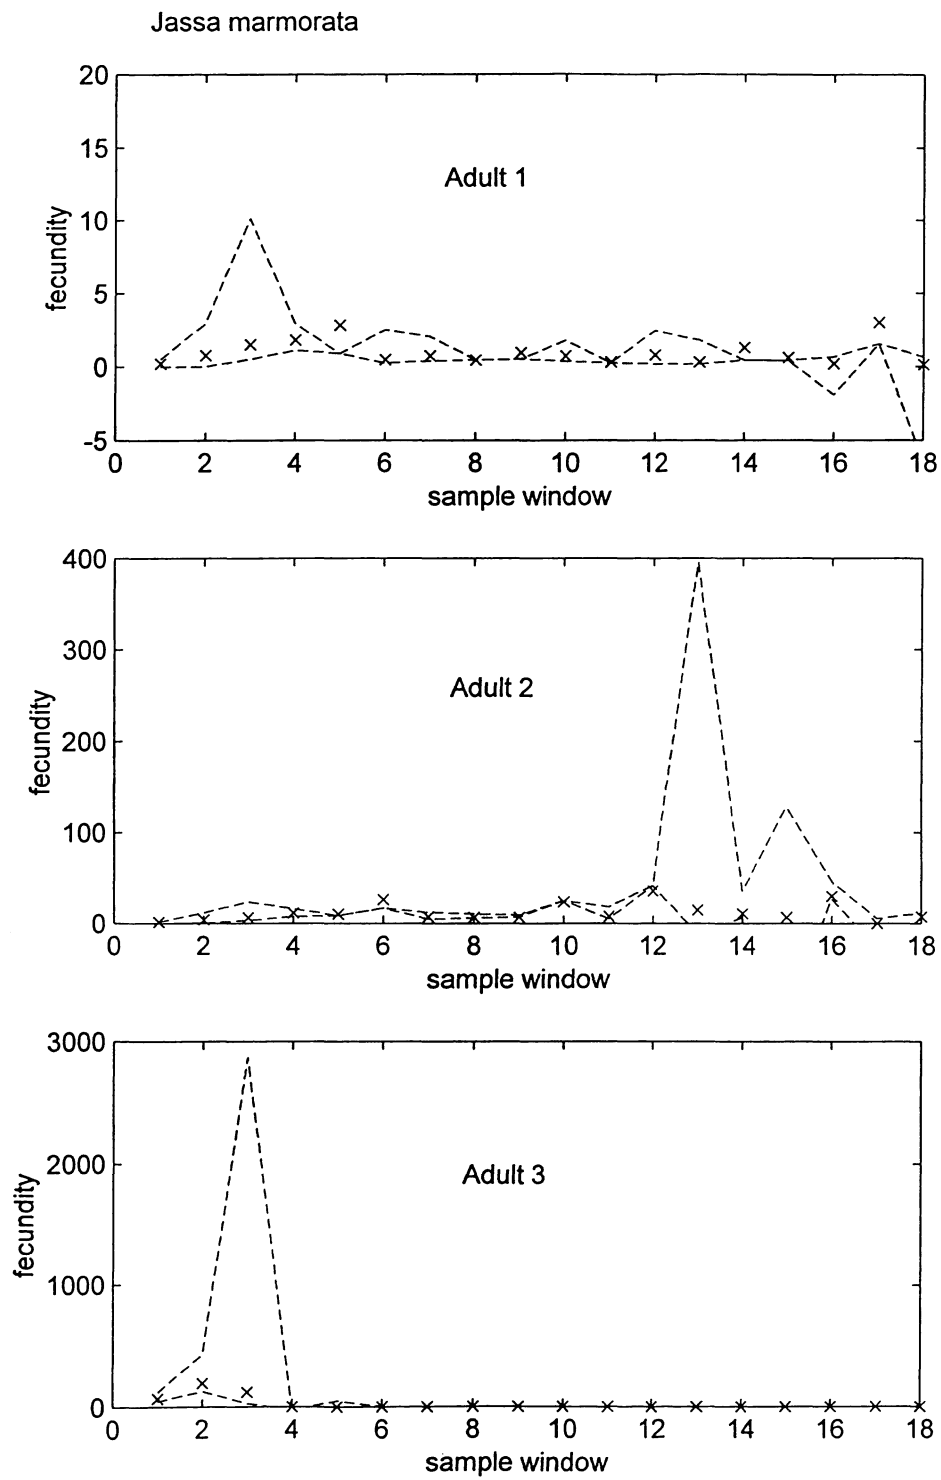 Jassa marmorata
20
15
Adult 1
10
fecundity
5
0
-5
0 2 4 6 8 10 12 14 16 18
sample window
400
300
Adult 2
fecundity
200
100
0
0 2 4 6 8 10 12 14 16 18
sample window
3000
2000
Adult 3
fecundity
1000
0
0 2 4 6 8 10 12 14 16 18
sample window